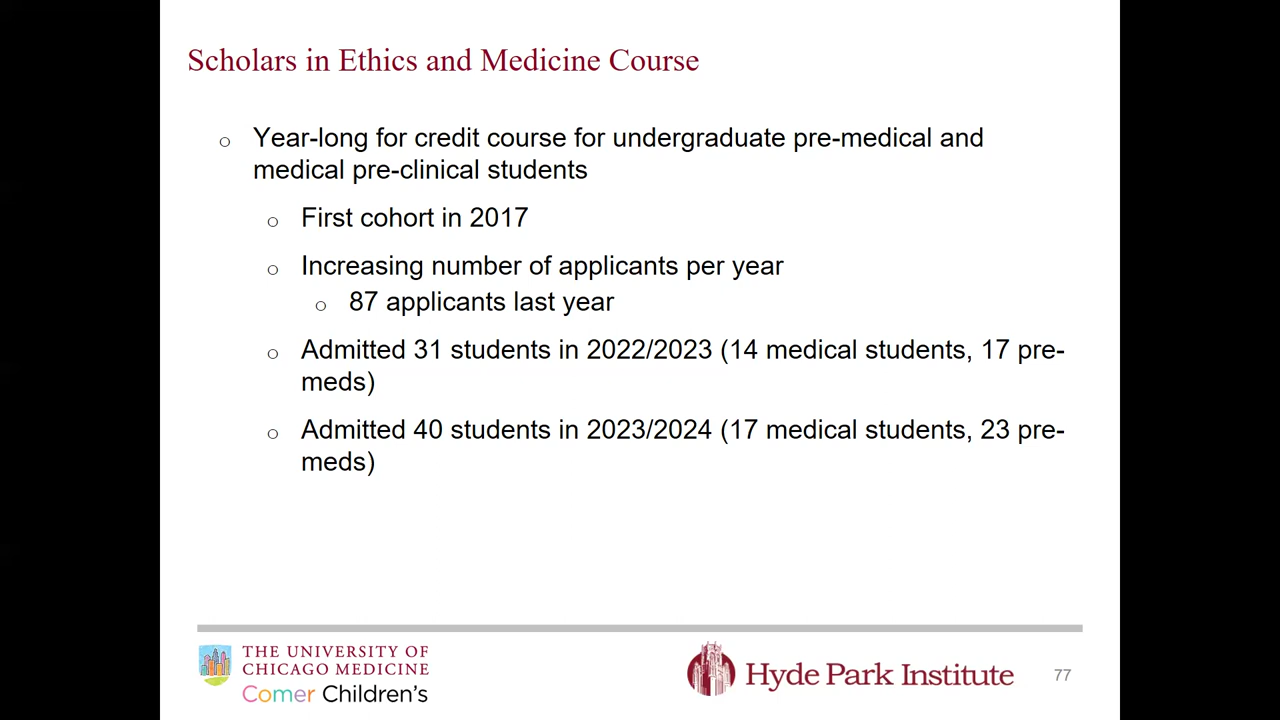 Scholars in Ethics and Medicine Course
○ Year-long for credit course for undergraduate pre-medical and
medical pre-clinical students
○ First cohort in 2017
○ Increasing number of applicants per year
○ 87 applicants last year
○ Admitted 31 students in 2022/2023 (14 medical students, 17 pre-
meds)
○ Admitted 40 students in 2023/2024 (17 medical students, 23 pre-
meds)
THE UNIVERSITY OF
CHICAGO MEDICINE
Comer Children's
Hyde Park Institute
77